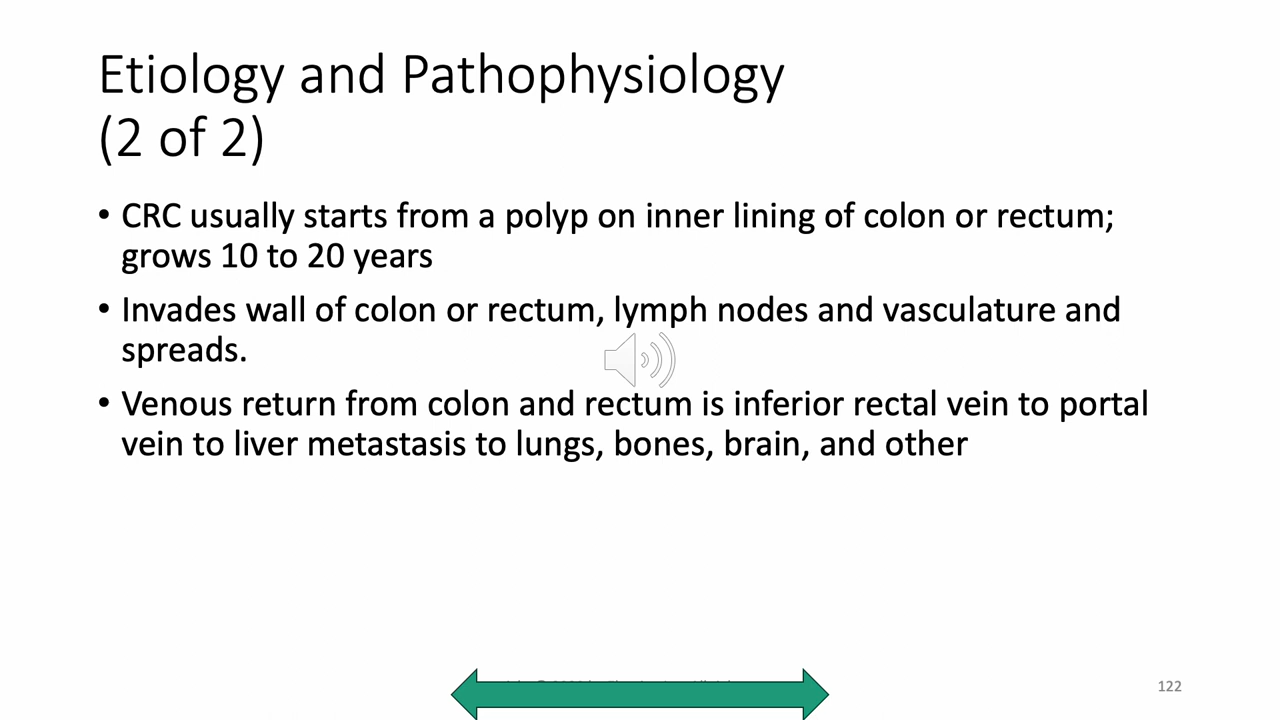 Etiology and Pathophysiology
(2 of 2)
• CRC usually starts from a polyp on inner lining of colon or rectum;
grows 10 to 20 years
• Invades wall of colon or rectum, lymph nodes and vasculature and
spreads.
• Venous return from colon and rectum is inferior rectal vein to portal
vein to liver metastasis to lungs, bones, brain, and other
122